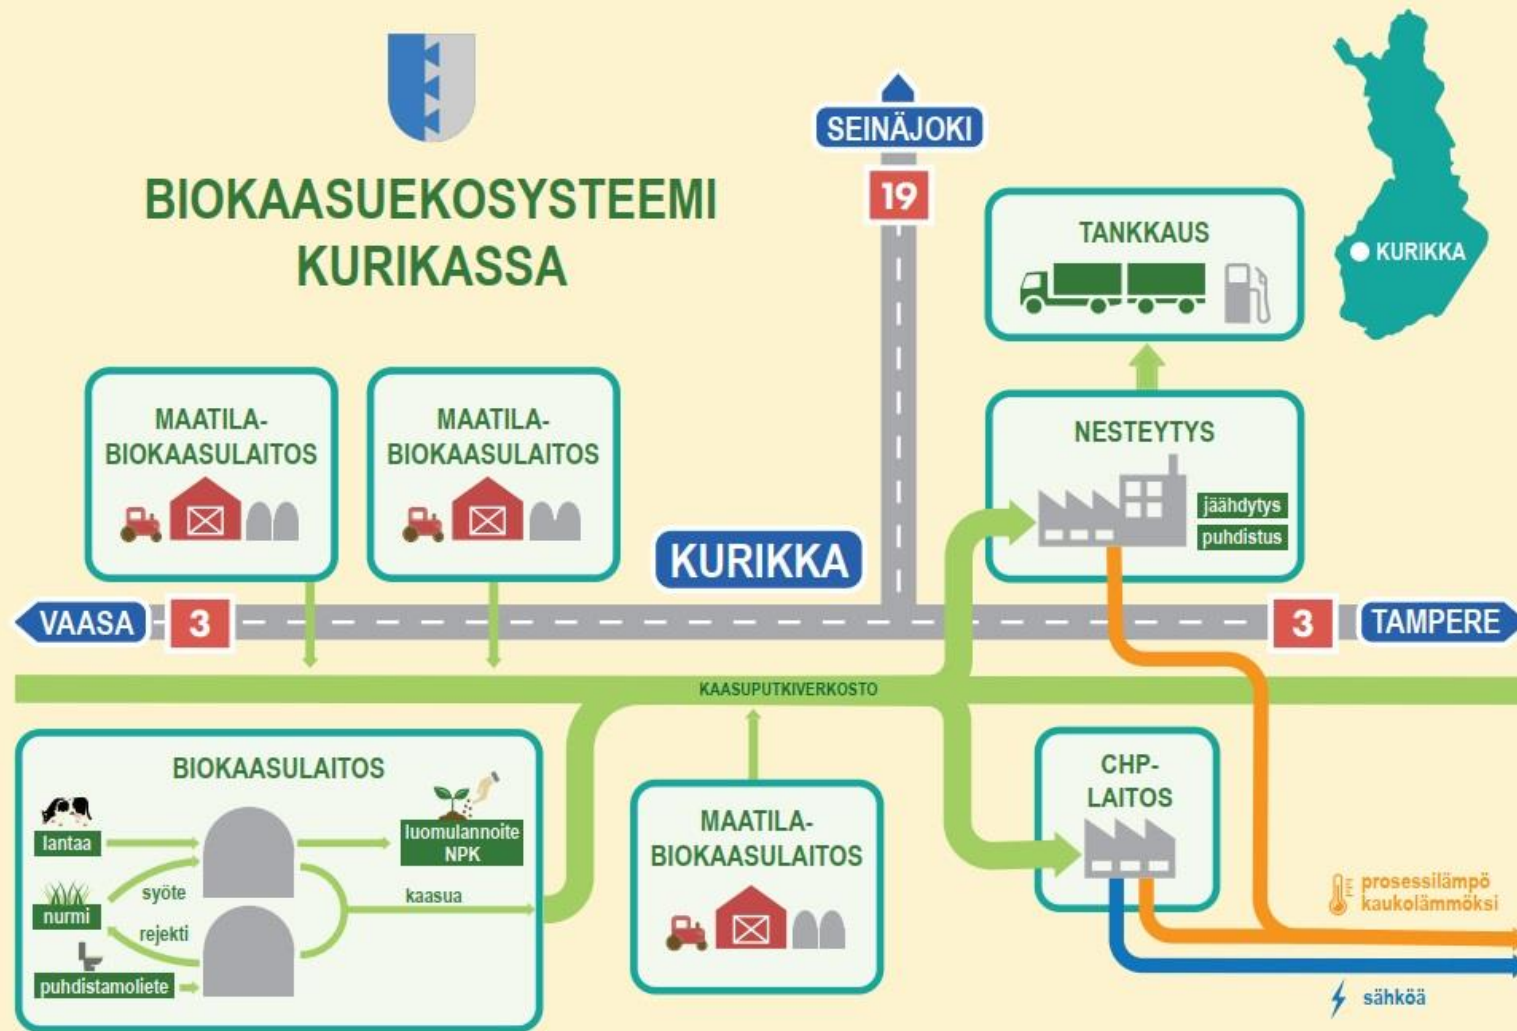 BIOKAASUEKOSYSTEEMI
KURIKASSA
SEINÄJOKI
19
TANKKAUS
KURIKKA
MAATILA-
BIOKAASULAITOS
MAATILA-
BIOKAASULAITOS
NESTEYTYS
jäähdytys
puhdistus
KURIKKA
VAASA
3
3
TAMPERE
KAASUPUTKIVERKOSTO
BIOKAASULAITOS
lantaa
luomulannoite
NPK
syöte
nurmi
kaasua
rejekti
puhdistamoliete
MAATILA-
BIOKAASULAITOS
CHP-
LAITOS
prosessilämpö
kaukolämmöksi
sähköä